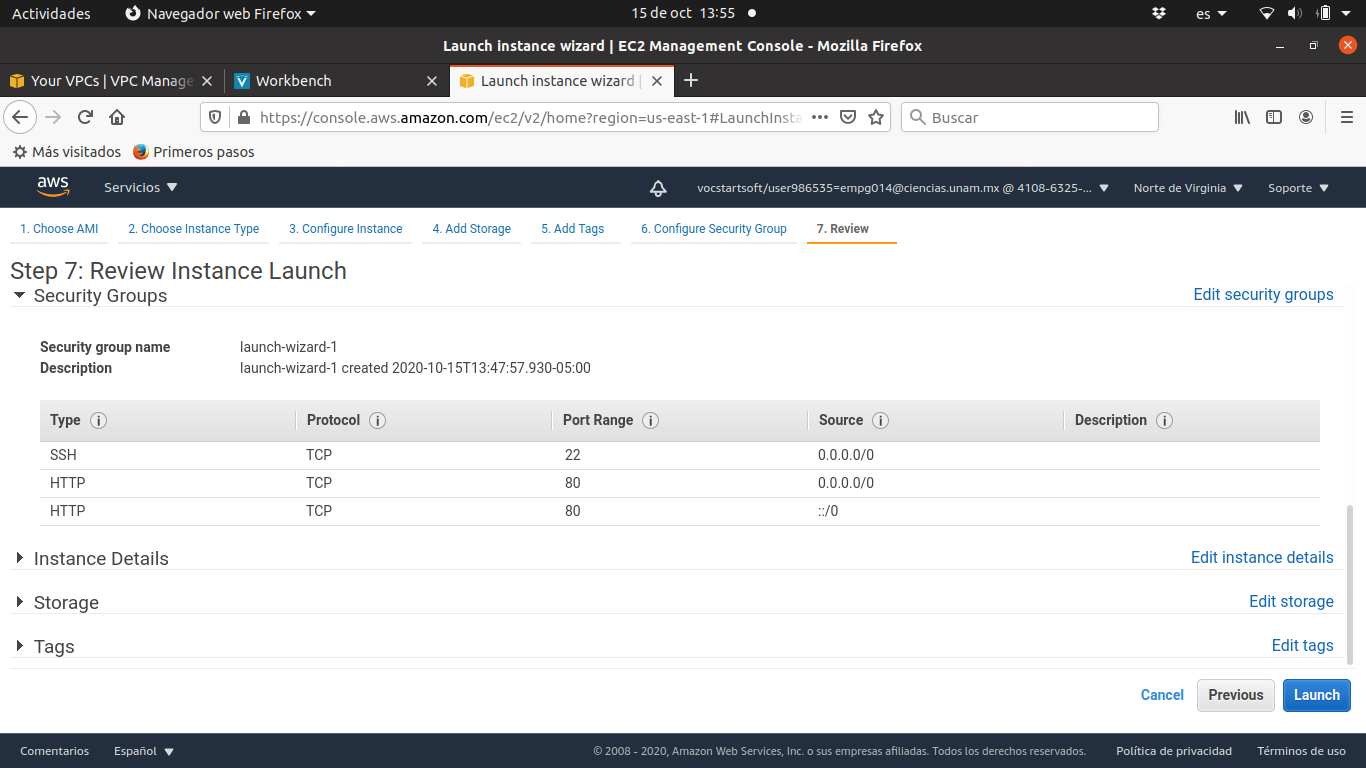 Actividades Navegador web Firefox 15 de oct 13:55 es
Launch instance wizard | EC2 Management Console - Mozilla Firefox
Your VPCs | VPC Manage Workbench Launch instance wizard |
https://console.aws.amazon.com/ec2/v2/home?region=us-east-1#LaunchInsta Buscar
Más visitados Primeros pasos
aws Servicios vocstartsoft/user986535=empg014@ciencias.unam.mx @ 4108-6325-... Norte de Virginia Soporte
1. Choose AMI 2. Choose Instance Type 3. Configure Instance 4. Add Storage 5. Add Tags 6. Configure Security Group 7. Review
Step 7: Review Instance Launch
Security Groups Edit security groups
Security group name launch-wizard-1
Description launch-wizard-1 created 2020-10-15T13:47:57.930-05:00
Type Protocol Port Range Source Description
SSH TCP 22 0.0.0.0/0
HTTP TCP 80 0.0.0.0/0
HTTP TCP 80 ::/0
Instance Details Edit instance details
Storage Edit storage
Tags Edit tags
Cancel Previous Launch
Comentarios Español © 2008 - 2020, Amazon Web Services, Inc. o sus empresas afiliadas. Todos los derechos reservados. Política de privacidad Términos de uso